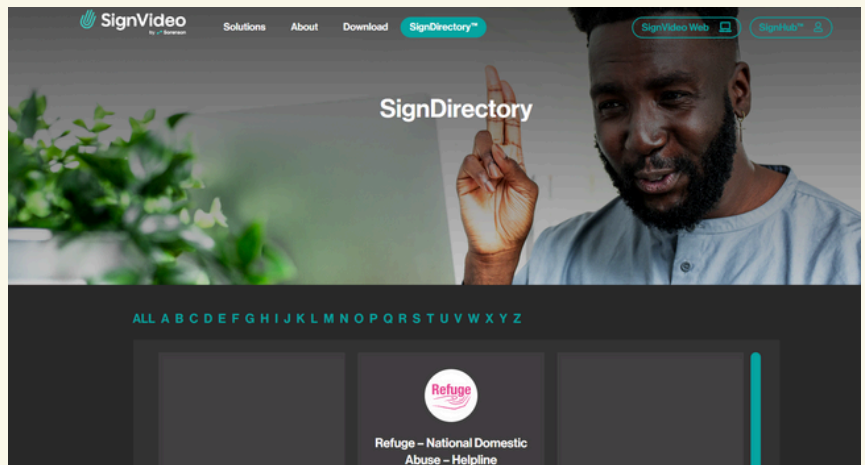 SignVideo
by Sorenson
Solutions About Download SignDirectory™ SignVideo Web SignHub™
SignDirectory
ALL A B C D E F G H I J K L M N O P Q R S T U V W X Y Z
Refuge
Refuge – National Domestic
Abuse – Helpline